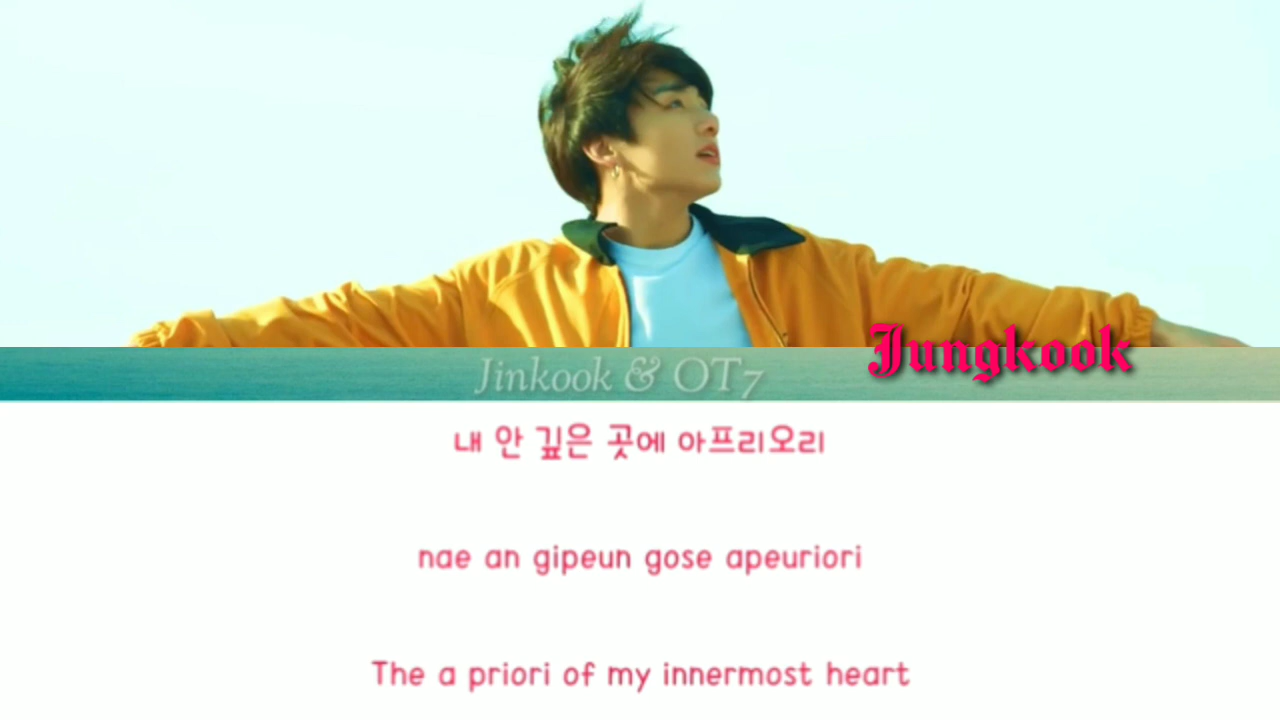 Jungkook
Jinkook & OT7
내 안 깊은 곳에 아프리오리
nae an gipeun gose apeuriori
The a priori of my innermost heart